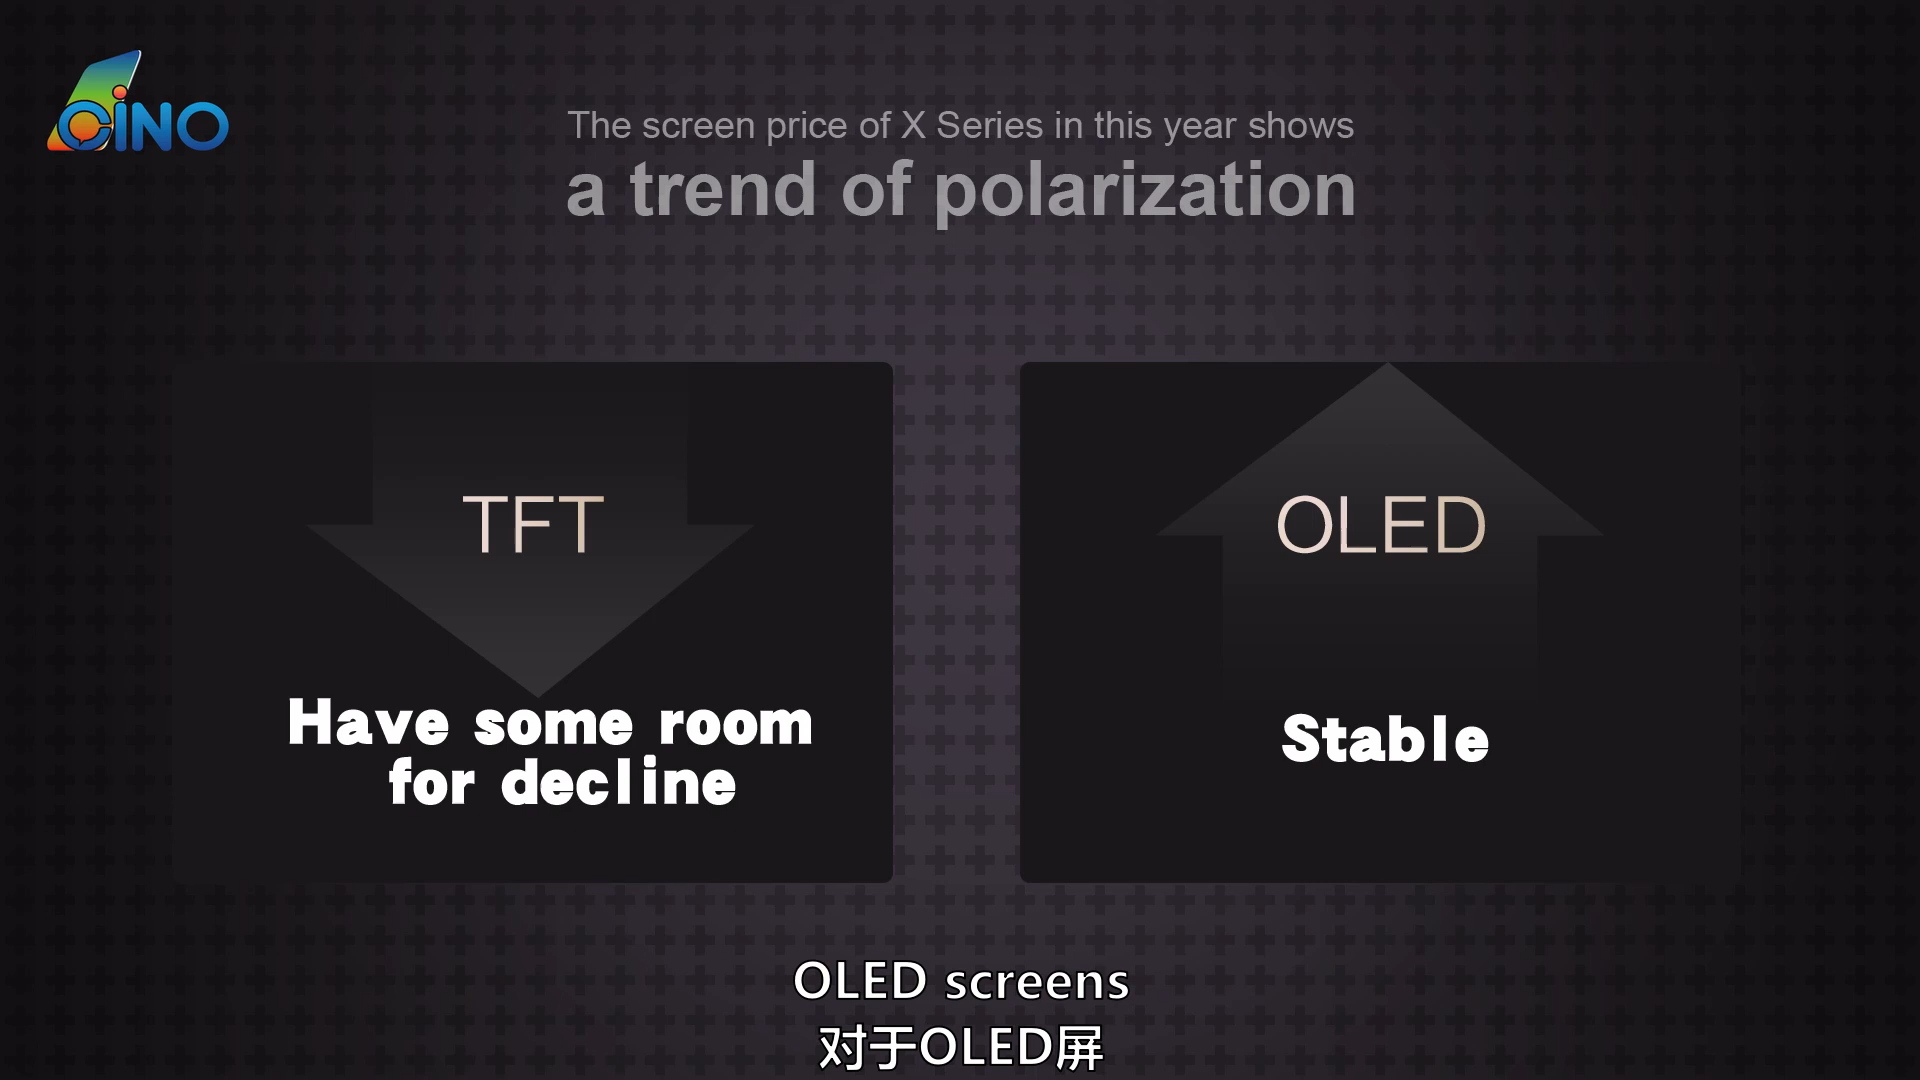 OINO
The screen price of X Series in this year shows
a trend of polarization
TFT
Have some room
for decline
OLED
Stable
OLED screens
对于OLED屏